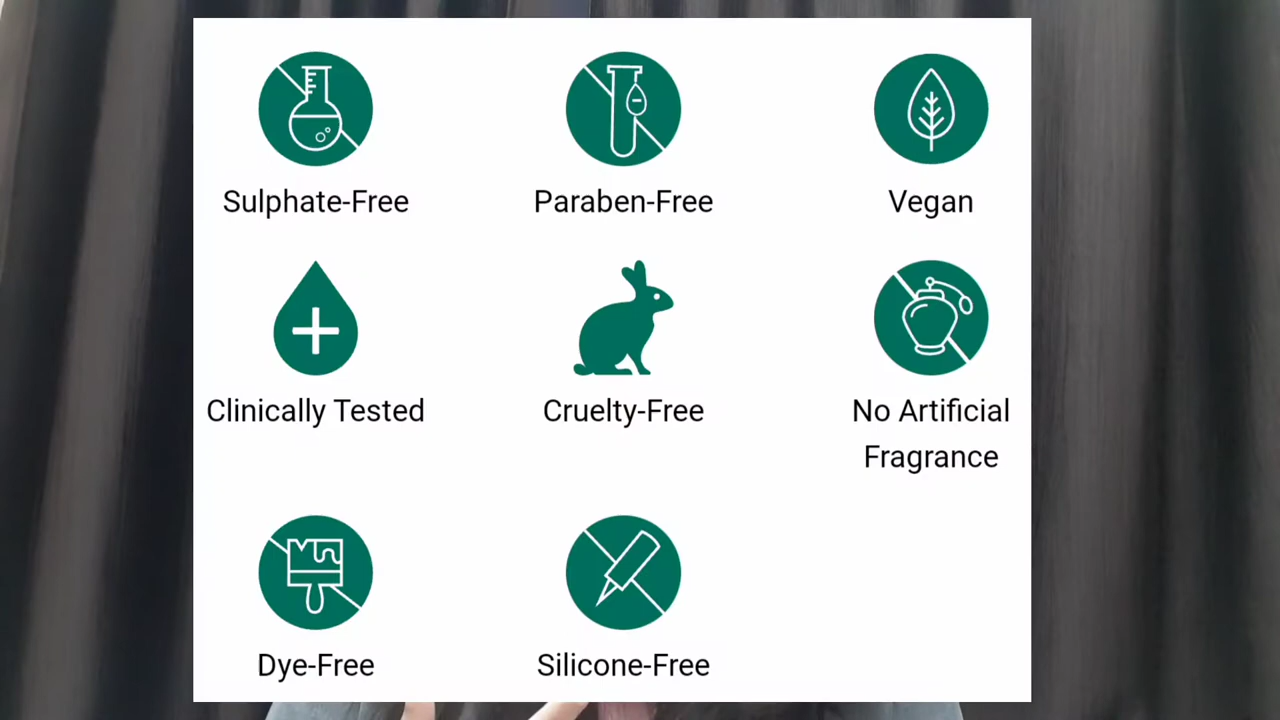 Sulphate-Free
Paraben-Free
Vegan
Clinically Tested
Cruelty-Free
No Artificial
Fragrance
Dye-Free
Silicone-Free